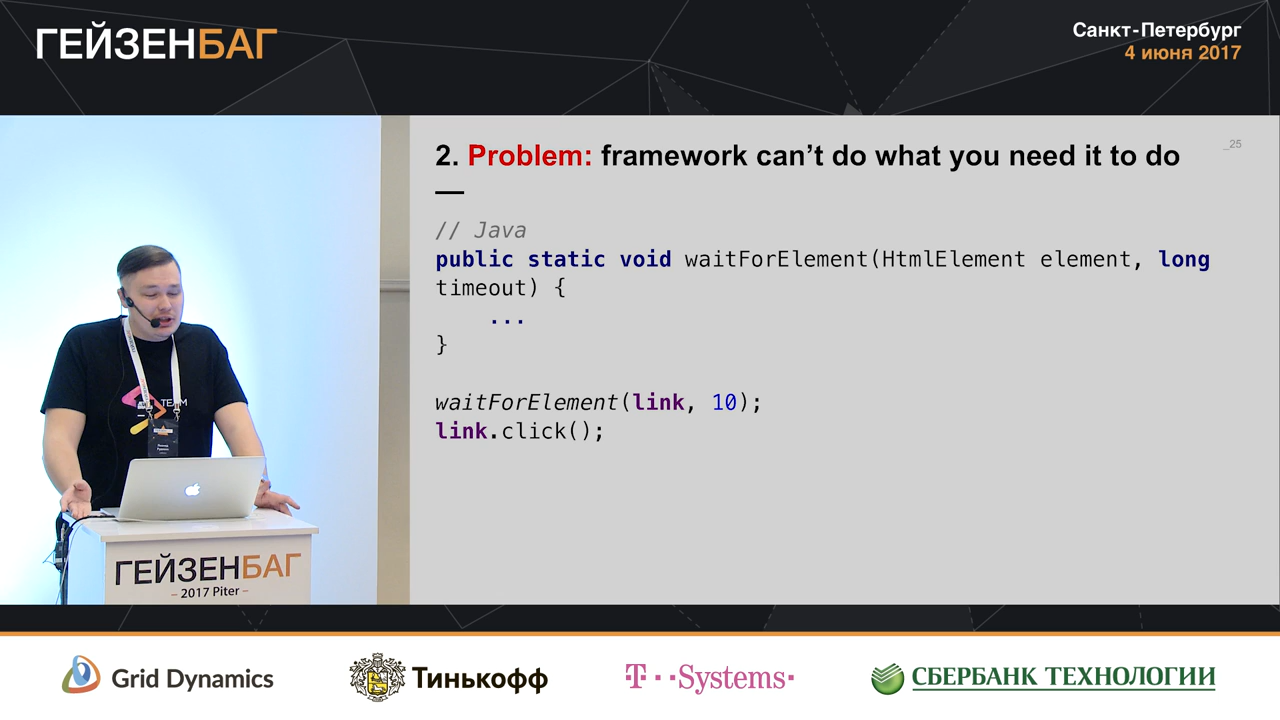 ГЕЙЗЕНБАГ
Санкт-Петербург
4 июня 2017
2. Problem: framework can’t do what you need it to do
_25
—
// Java
public static void waitForElement(HtmlElement element, long
timeout) {
...
}
waitForElement(link, 10);
link.click();
TEAM
ГЕЙЗЕНБАГ
- 2017 Piter -
Grid Dynamics
Тинькофф
T··Systems·
СБЕРБАНК ТЕХНОЛОГИИ